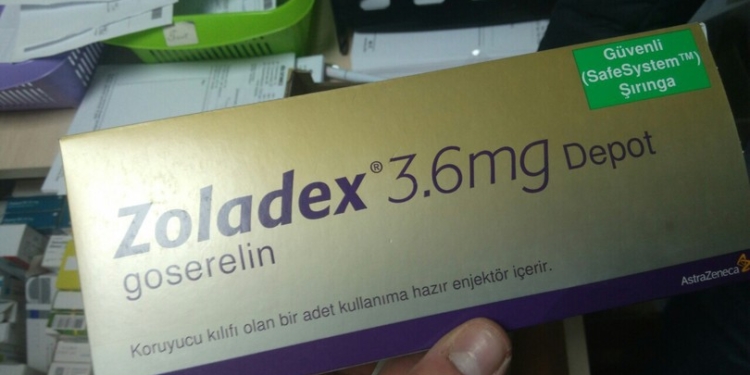 Güvenli
(SafeSystem™)
Şırınga
Zoladex® 3.6mg Depot
goserelin
Koruyucu kılıfı olan bir adet kullanıma hazır enjektör içerir.
AstraZeneca